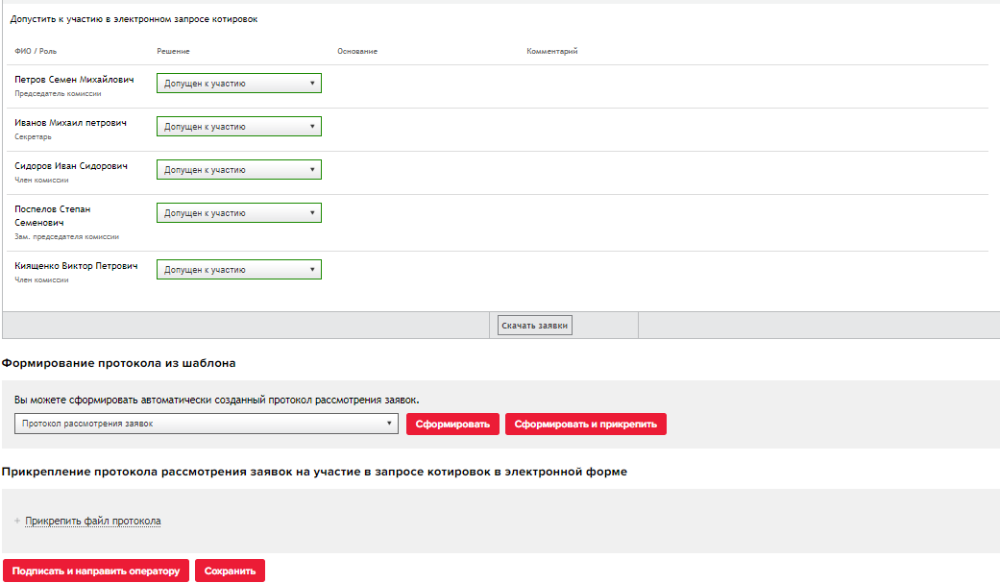 Допустить к участию в электронном запросе котировок
ФИО / Роль Решение Основание Комментарий
Петров Семен Михайлович Допущен к участию
Председатель комиссии
Иванов Михаил петрович Допущен к участию
Секретарь
Сидоров Иван Сидорович Допущен к участию
Член комиссии
Поспелов Степан Допущен к участию
Семенович
Зам. председателя комиссии
Киященко Виктор Петрович Допущен к участию
Член комиссии
Скачать заявки
Формирование протокола из шаблона
Вы можете сформировать автоматически созданный протокол рассмотрения заявок.
Протокол рассмотрения заявок Сформировать Сформировать и прикрепить
Прикрепление протокола рассмотрения заявок на участие в запросе котировок в электронной форме
+ Прикрепить файл протокола
Подписать и направить оператору Сохранить